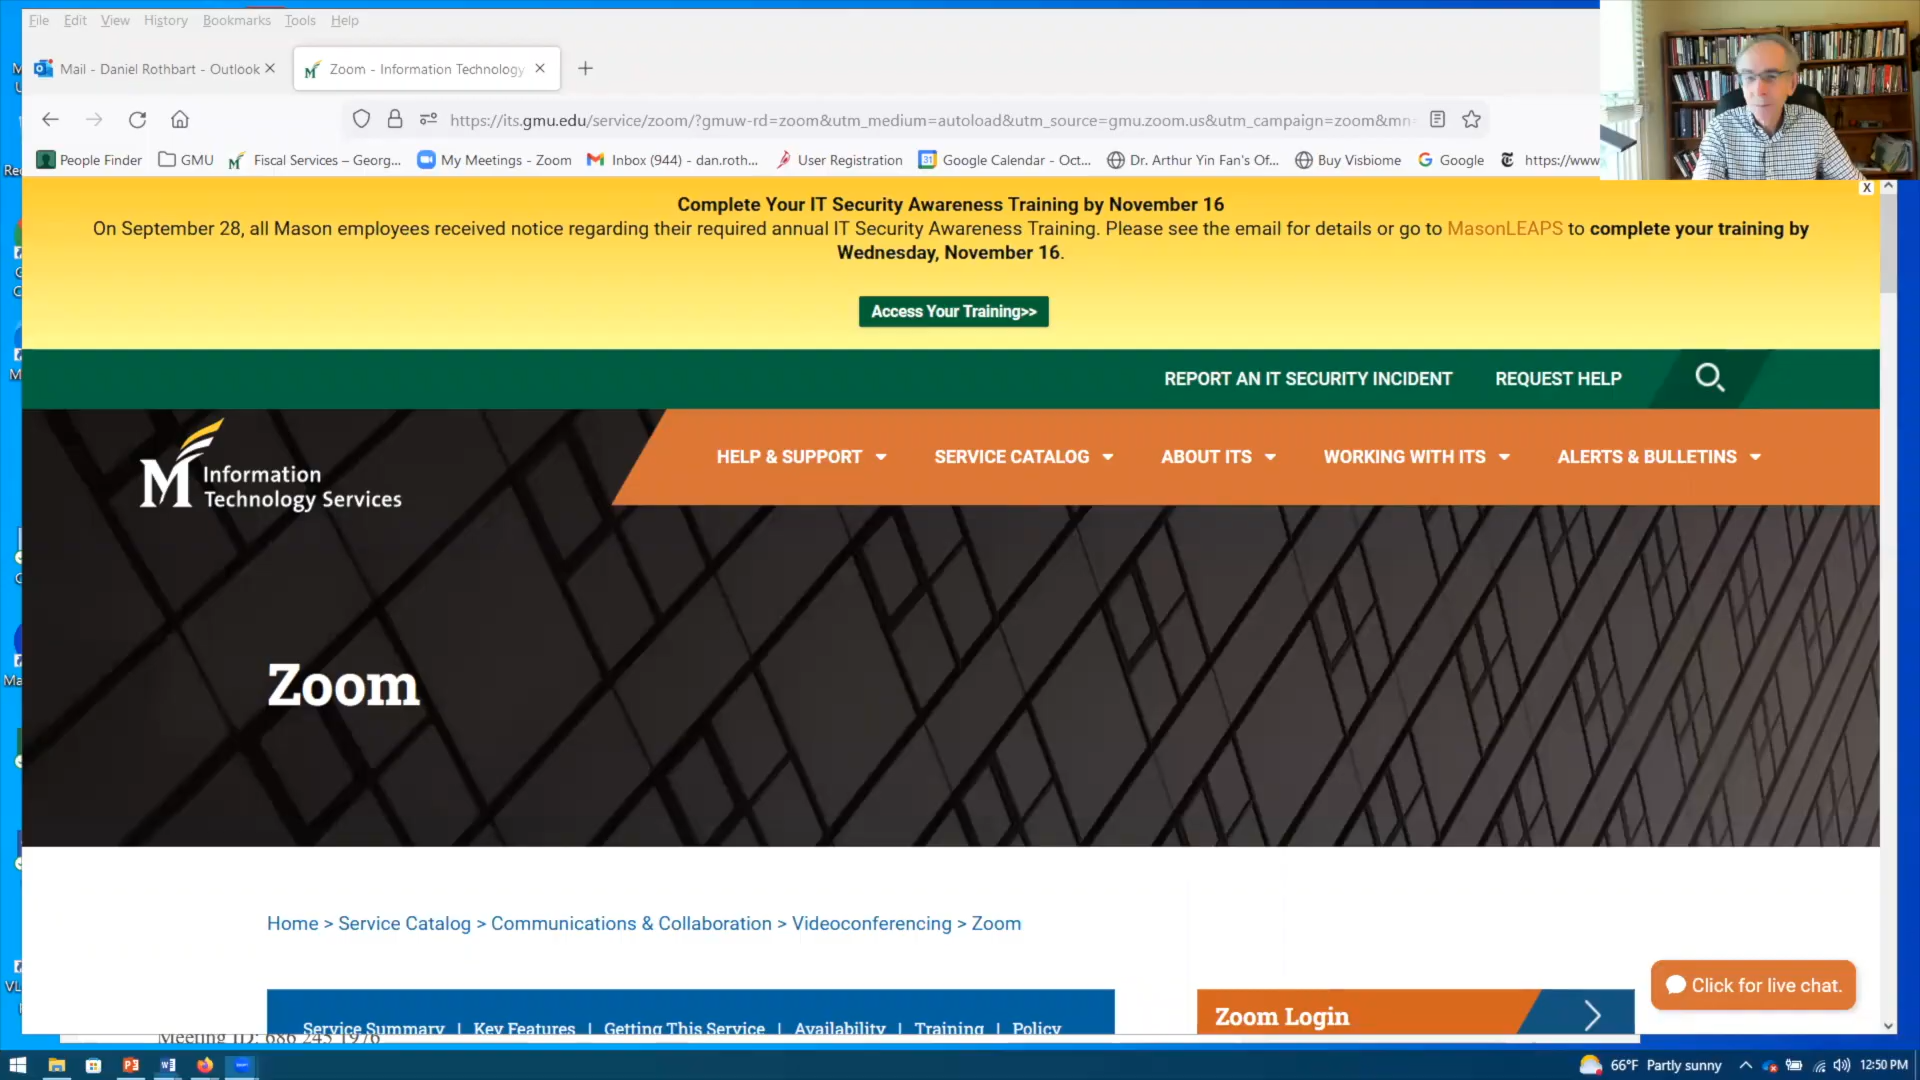 File Edit View History Bookmarks Tools Help
Mail - Daniel Rothbart - Outlook
Zoom - Information Technology
https://its.gmu.edu/service/zoom/?gmuw-rd=zoom&utm_medium=autoload&utm_source=gmu.zoom.us&utm_campaign=zoom&mn=
People Finder GMU Fiscal Services – Georg... My Meetings - Zoom Inbox (944) - dan.roth... User Registration Google Calendar - Oct... Dr. Arthur Yin Fan's Of... Buy Visbiome Google https://www
X
Complete Your IT Security Awareness Training by November 16
On September 28, all Mason employees received notice regarding their required annual IT Security Awareness Training. Please see the email for details or go to MasonLEAPS to complete your training by
Wednesday, November 16.
Access Your Training>>
REPORT AN IT SECURITY INCIDENT REQUEST HELP
HELP & SUPPORT SERVICE CATALOG ABOUT ITS WORKING WITH ITS ALERTS & BULLETINS
M Information
Technology Services
Zoom
Home > Service Catalog > Communications & Collaboration > Videoconferencing > Zoom
Click for live chat.
Zoom Login
Service Summary | Key Features | Getting This Service | Availability | Training | Policy
Meeting ID: 686 245 1976
66°F Partly sunny 12:50 PM